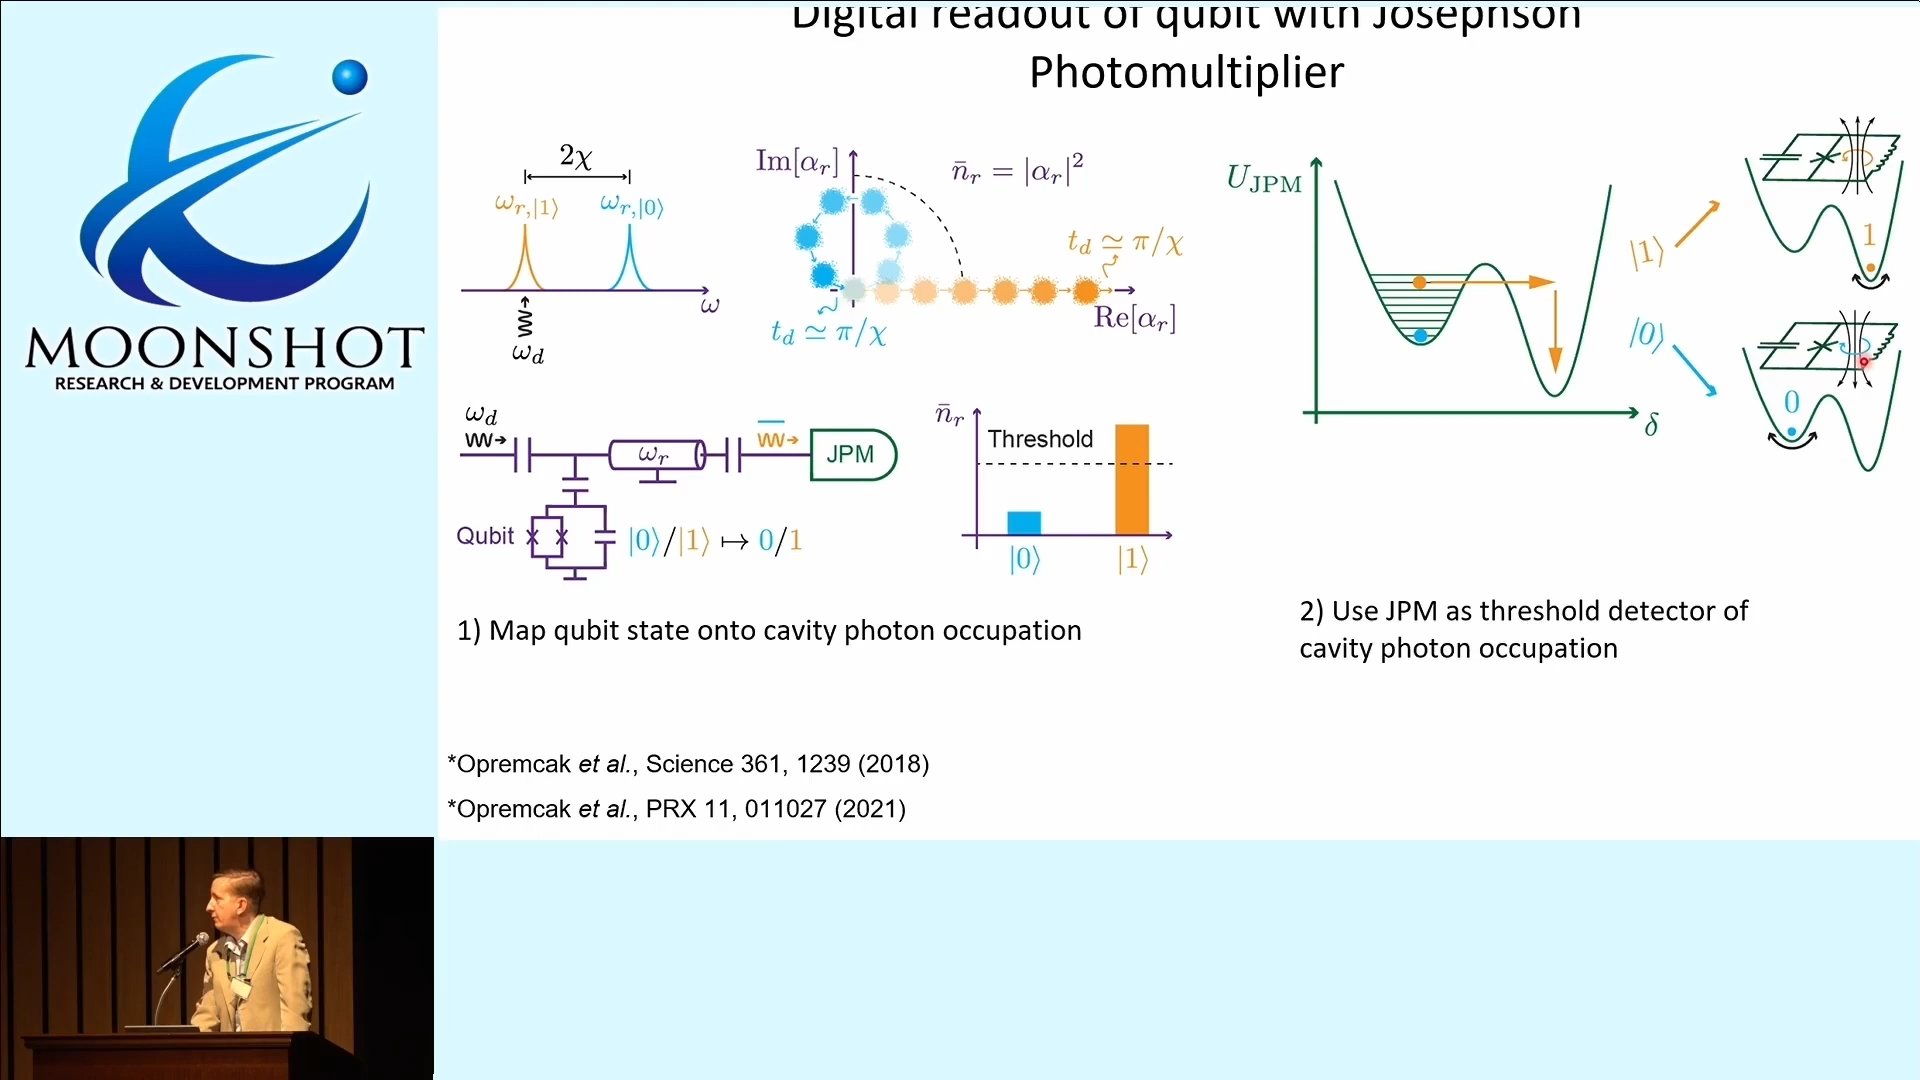 MOONSHOT
RESEARCH & DEVELOPMENT PROGRAM
Digital readout of qubit with Josephson
Photomultiplier
2χ
ω_{r,|1⟩}
ω_{r,|0⟩}
ω
ω_d
Im[α_r]
n̄_r = |α_r|²
t_d ≃ π/χ
Re[α_r]
t_d ≃ π/χ
ω_d
ω_r
JPM
Qubit
|0⟩/|1⟩ ↦ 0/1
n̄_r
Threshold
|0⟩
|1⟩
U_JPM
δ
|1⟩
1
|0⟩
0
1) Map qubit state onto cavity photon occupation
2) Use JPM as threshold detector of
cavity photon occupation
*Opremcak et al., Science 361, 1239 (2018)
*Opremcak et al., PRX 11, 011027 (2021)